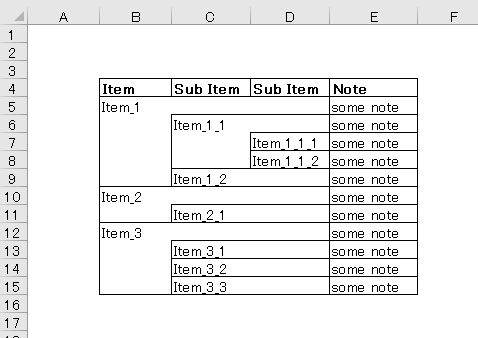 A B C D E F
1
2
3
4 Item Sub Item Sub Item Note
5 Item_1 some note
6 Item_1_1 some note
7 Item_1_1_1 some note
8 Item_1_1_2 some note
9 Item_1_2 some note
10 Item_2 some note
11 Item_2_1 some note
12 Item_3 some note
13 Item_3_1 some note
14 Item_3_2 some note
15 Item_3_3 some note
16
17